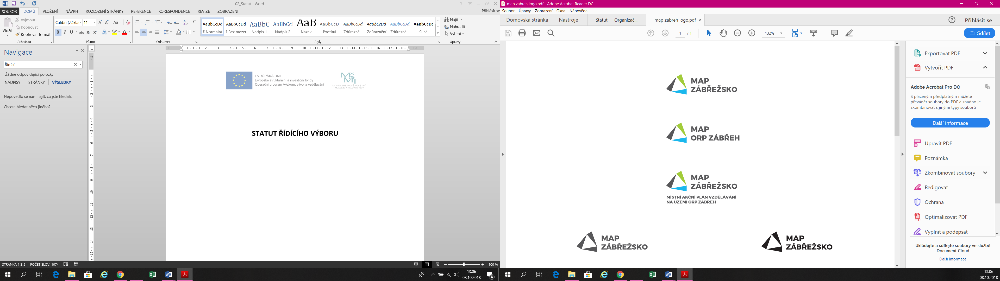 02_Statut - Word
SOUBOR DOMŮ VLOŽENÍ NÁVRH ROZLOŽENÍ STRÁNKY REFERENCE KORESPONDENCE REVIZE ZOBRAZENÍ Přihlásit se
Vložit
Vyjmout
Kopírovat
Kopírovat formát
Schránka
Calibri (Zákla 11
Písmo
Odstavec
AaBbCcDd AaBbCcDd AaBbC AaBbCc AaB AaBbCcD AaBbCcDd AaBbCcDd AaBbCcDd AaBbCcDc
¶ Normální ¶ Bez mezer Nadpis 1 Nadpis 2 Název Podtitul Zdůrazně... Zdůraznění Zdůrazně... Silné
Styly
Najít
Nahradit
Vybrat
Úpravy
Navigace
Řidící
Žádné odpovídající položky
NADPISY STRÁNKY VÝSLEDKY
Nepovedlo se nám najít, co jste hledali.
Chcete hledat něco jiného?
EVROPSKÁ UNIE
Evropské strukturální a investiční fondy
Operační program Výzkum, vývoj a vzdělávání
MINISTERSTVO ŠKOLSTVÍ,
MLÁDEŽE A TĚLOVÝCHOVY
STATUT ŘÍDÍCÍHO VÝBORU
STRÁNKA 1 Z 5 POČET SLOV: 1074
100 %
13:06
08.10.2018
4
map zabreh logo.pdf - Adobe Acrobat Reader DC
Soubor Úpravy Zobrazení Okna Nápověda
Domovská stránka Nástroje Statut_+_Organizač... map zabreh logo.pdf × Přihlásit se
1 / 1
132%
Sdílet
MAP
ZÁBŘEŽSKO
MAP
ORP ZÁBŘEH
MAP
ZÁBŘEŽSKO
MÍSTNÍ AKČNÍ PLÁN VZDĚLÁVÁNÍ
NA ÚZEMÍ ORP ZÁBŘEH
MAP
ZÁBŘEŽSKO
MAP
ZÁBŘEŽSKO
Exportovat PDF
Vytvořit PDF
Adobe Acrobat Pro DC
S placeným předplatným můžete
převádět soubory do PDF a snadno je
zkombinovat s jinými typy souborů
Další informace
Upravit PDF
Poznámka
Zkombinovat soubory
Redigovat
Ochrana
Optimalizovat PDF
Vyplnit a podepsat
Ukládejte a sdílejte soubory ve službě
Document Cloud
Další informace
13:06
08.10.2018